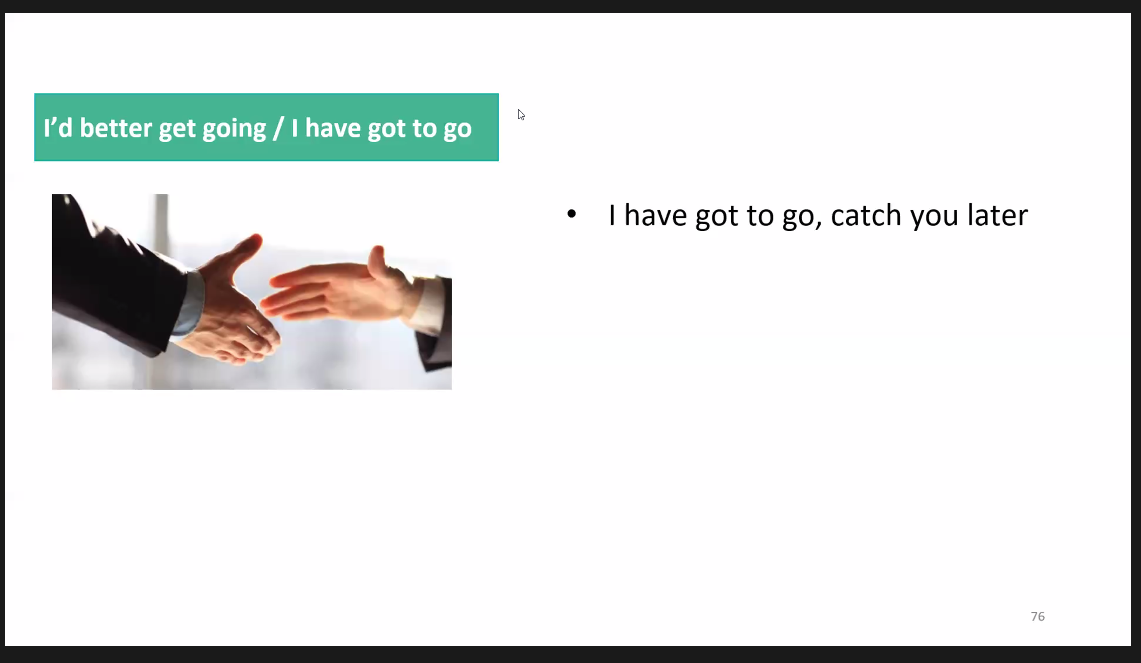 I’d better get going / I have got to go
• I have got to go, catch you later
76